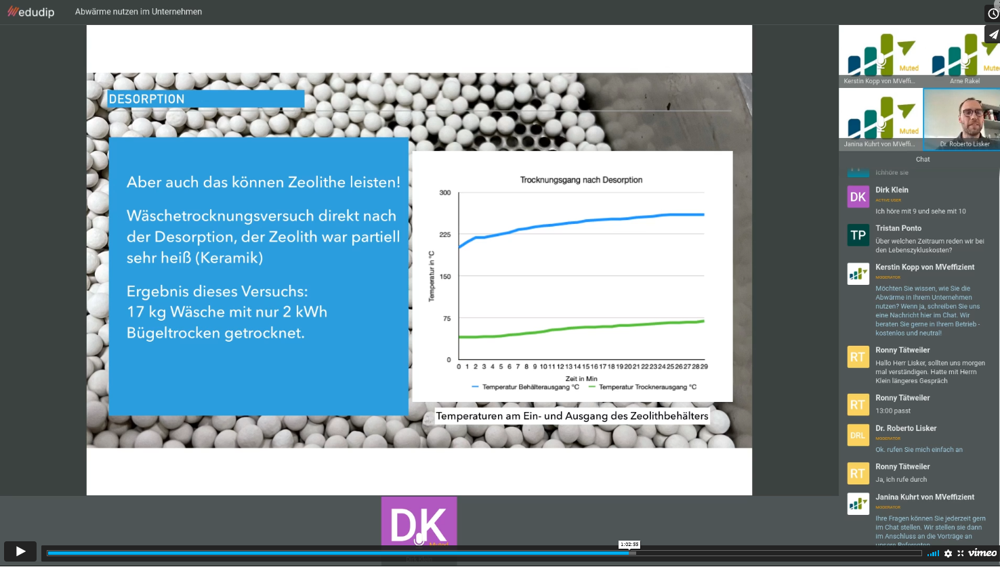 edudip
Abwärme nutzen im Unternehmen
DESORPTION
Aber auch das können Zeolithe leisten!
Wäschetrocknungsversuch direkt nach
der Desorption, der Zeolith war partiell
sehr heiß (Keramik)
Ergebnis dieses Versuchs:
17 kg Wäsche mit nur 2 kWh
Bügeltrocken getrocknet.
Trocknungsgang nach Desorption
300
225
150
75
0
Temperatur in °C
0 1 2 3 4 5 6 7 8 9 10 11 12 13 14 15 16 17 18 19 20 21 22 23 24 25 26 27 28 29
Zeit in Min
Temperatur Behälterausgang °C Temperatur Trocknerausgang °C
Temperaturen am Ein- und Ausgang des Zeolithbehälters
Muted
Kerstin Kopp von MVeffi...
Muted
Arne Rakel
Muted
Janina Kuhrt von MVeffi...
Dr. Roberto Lisker
Chat
Ichhöre sie
DK
Dirk Klein
ACTIVE USER
Ich höre mit 9 und sehe mit 10
TP
Tristan Ponto
Über welchen Zeitraum reden wir bei
den Lebenszykluskosten?
Kerstin Kopp von MVeffizient
MODERATOR
Möchten Sie wissen, wie Sie die
Abwärme in Ihrem Unternehmen
nutzen? Wenn ja, schreiben Sie uns
eine Nachricht hier im Chat. Wir
beraten Sie gerne in Ihrem Betrieb -
kostenlos und neutral!
RT
Ronny Tätweiler
Hallo Herr Lisker, sollten uns morgen
mal verständigen. Hatte mit Herrn
Klein längeres Gespräch
RT
Ronny Tätweiler
13:00 passt
DRL
Dr. Roberto Lisker
MODERATOR
Ok. rufen Sie mich einfach an
RT
Ronny Tätweiler
Ja, ich rufe durch
Janina Kuhrt von MVeffizient
MODERATOR
Ihre Fragen können Sie jederzeit gern
im Chat stellen. Wir stellen sie dann
im Anschluss an die Vorträge an
unsere Referenten.
DK
Muted
1:02:55
vimeo